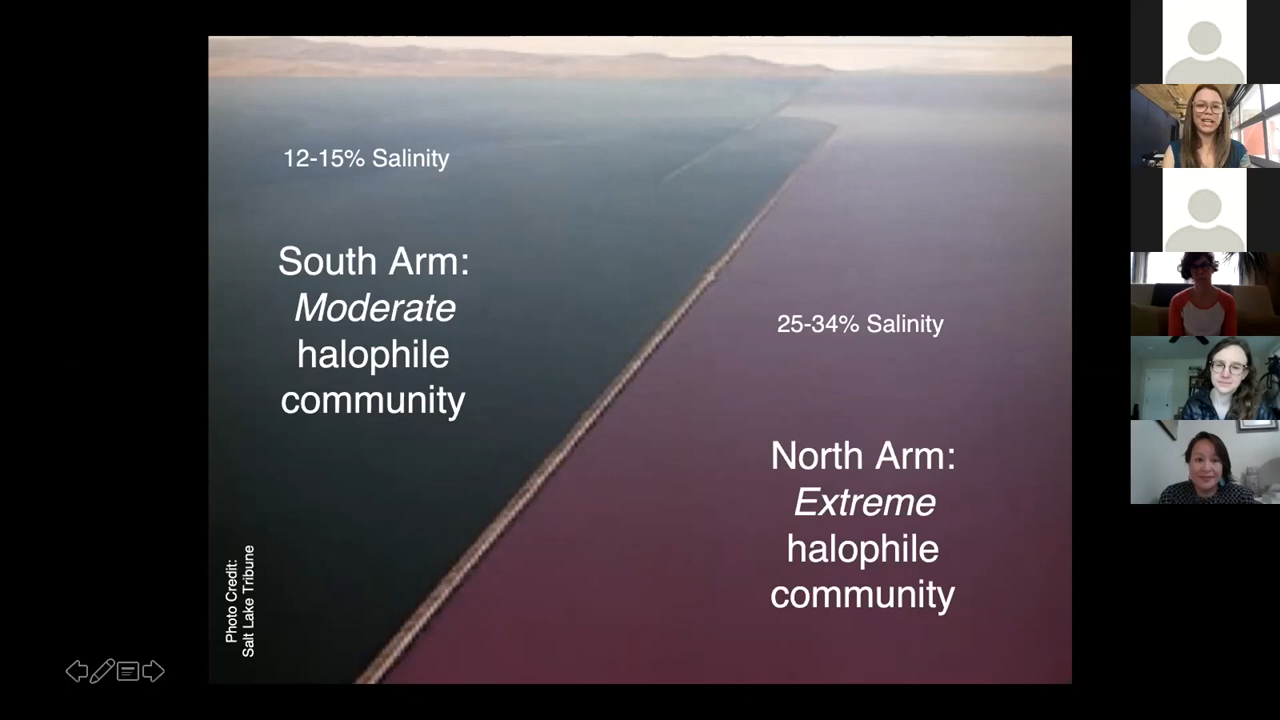 12-15% Salinity
South Arm:
Moderate
halophile
community
25-34% Salinity
North Arm:
Extreme
halophile
community
Photo Credit:
Salt Lake Tribune